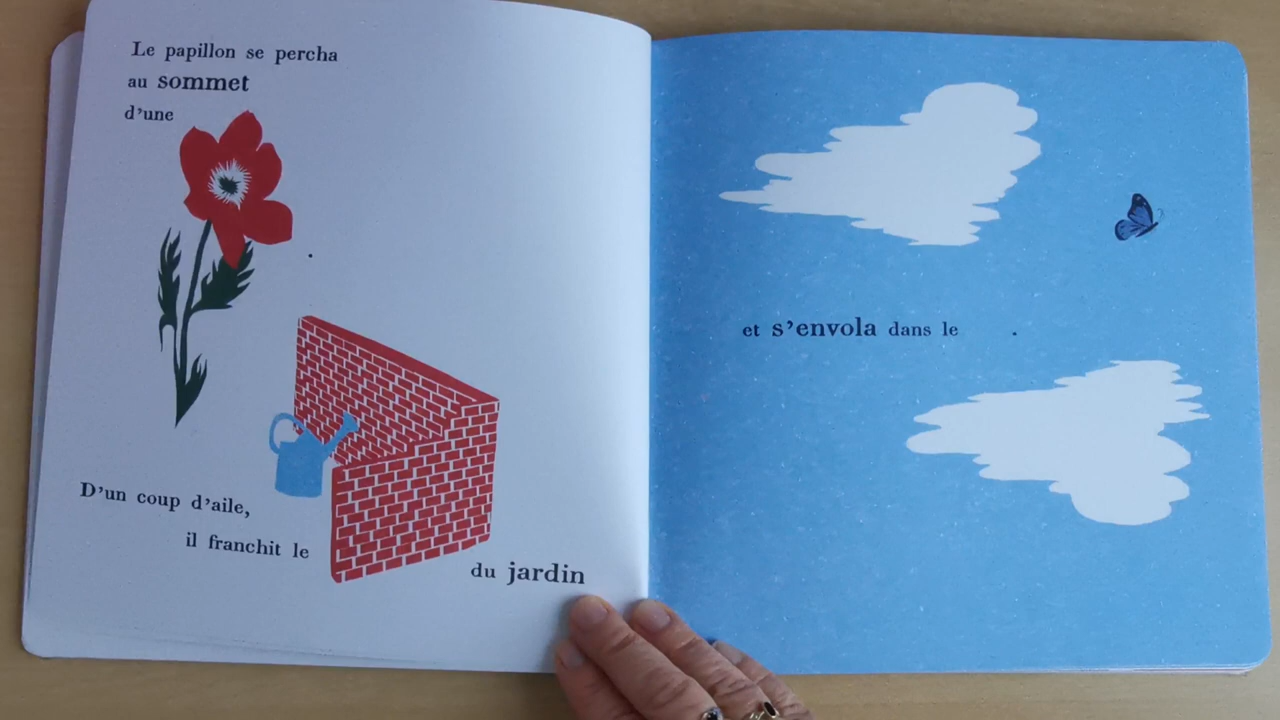 Le papillon se percha
au sommet
d'une
.
D'un coup d'aile,
il franchit le
du jardin
et s'envola dans le .